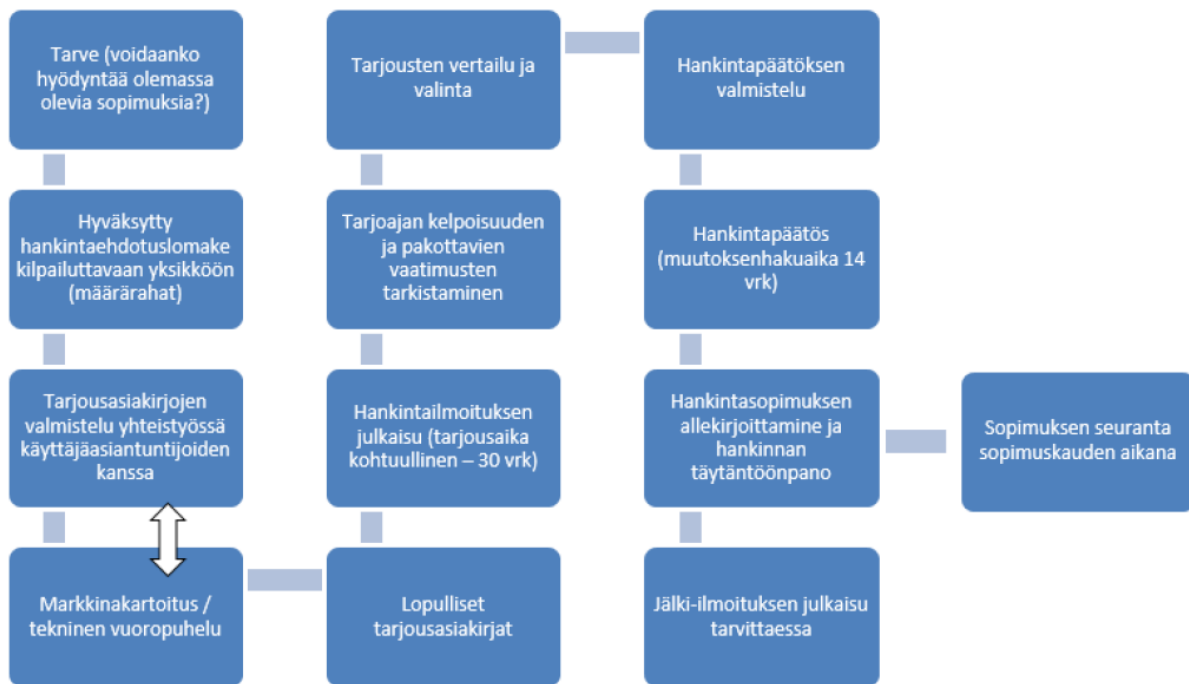 Tarve (voidaanko
hyödyntää olemassa
olevia sopimuksia?)
Hyväksytty
hankintaehdotuslomake
kilpailuttavaan yksikköön
(määrärahat)
Tarjousasiakirjojen
valmistelu yhteistyössä
käyttäjäasiantuntijoiden
kanssa
Markkinakartoitus /
tekninen vuoropuhelu
Lopulliset
tarjousasiakirjat
Hankintailmoituksen
julkaisu (tarjousaika
kohtuullinen – 30 vrk)
Tarjoajan kelpoisuuden
ja pakottavien
vaatimusten
tarkistaminen
Tarjousten vertailu ja
valinta
Hankintapäätöksen
valmistelu
Hankintapäätös
(muutoksenhakuaika 14
vrk)
Hankintasopimuksen
allekirjoittamine ja
hankinnan
täytäntöönpano
Jälki-ilmoituksen julkaisu
tarvittaessa
Sopimuksen seuranta
sopimuskauden aikana